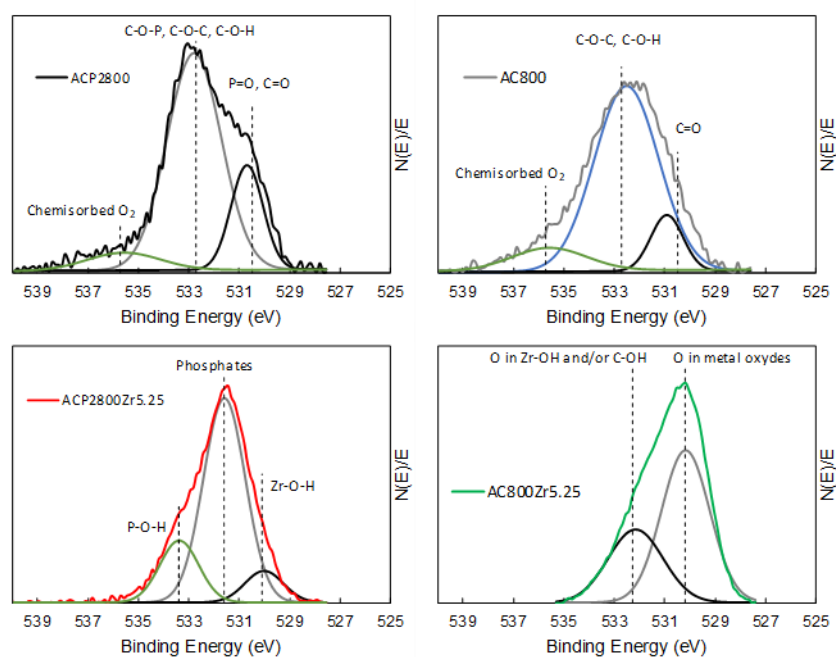 C-O-P, C-O-C, C-O-H
ACP2800
P=O, C=O
Chemisorbed O₂
N(E)/E
539 537 535 533 531 529 527 525
Binding Energy (eV)
AC800
C-O-C, C-O-H
C=O
Chemisorbed O₂
N(E)/E
539 537 535 533 531 529 527 525
Binding Energy (eV)
Phosphates
ACP2800Zr5.25
Zr-O-H
P-O-H
N(E)/E
539 537 535 533 531 529 527 525
Binding Energy (eV)
O in Zr-OH and/or C-OH
O in metal oxydes
AC800Zr5.25
N(E)/E
539 537 535 533 531 529 527 525
Binding Energy (eV)